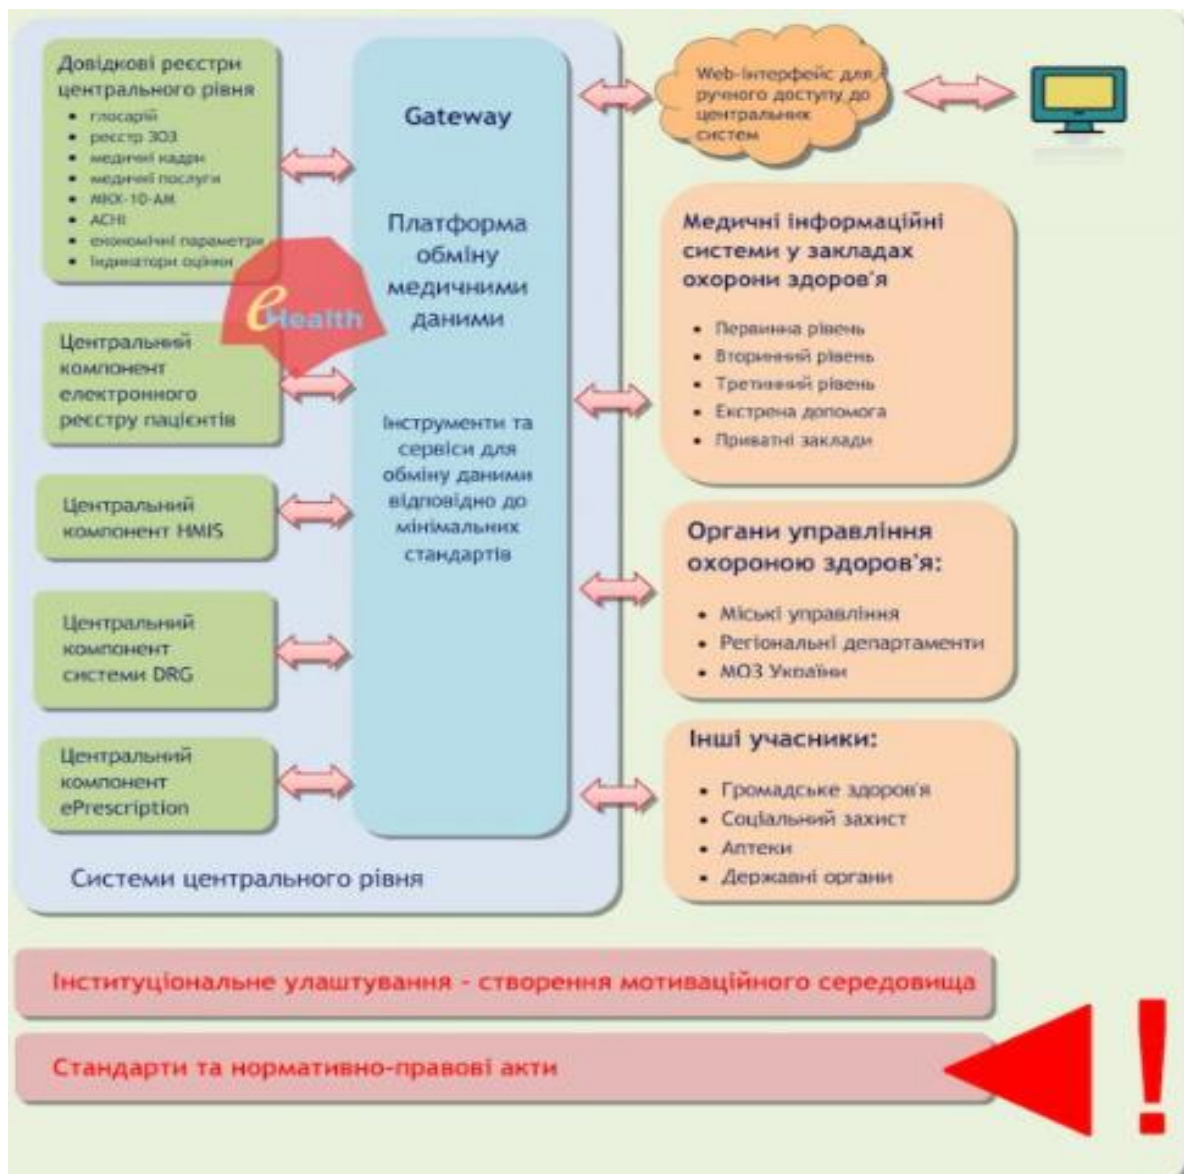 Довідкові реєстри
центрального рівня
• глосарій
• реєстр ЗОЗ
• медичні кадри
• медичні послуги
• МКХ-10-АМ
• ACHI
• економічні параметри
• Індикатори оцінки
eHealth
Центральний
компонент
електронного
реєстру пацієнтів
Центральний
компонент HMIS
Центральний
компонент
системи DRG
Центральний
компонент
ePrescription
Системи центрального рівня
Gateway
Платформа
обміну
медичними
даними
Інструменти та
сервіси для
обміну даними
відповідно до
мінімальних
стандартів
Web-інтерфейс для
ручного доступу до
центральних
систем
Медичні інформаційні
системи у закладах
охорони здоров'я
• Первинна рівень
• Вторинний рівень
• Третинний рівень
• Екстрена допомога
• Приватні заклади
Органи управління
охороною здоров'я:
• Міські управління
• Регіональні департаменти
• МОЗ України
Інші учасники:
• Громадське здоров'я
• Соціальний захист
• Аптеки
• Державні органи
Інституціональне улаштування - створення мотиваційного середовища
Стандарти та нормативно-правові акти
!